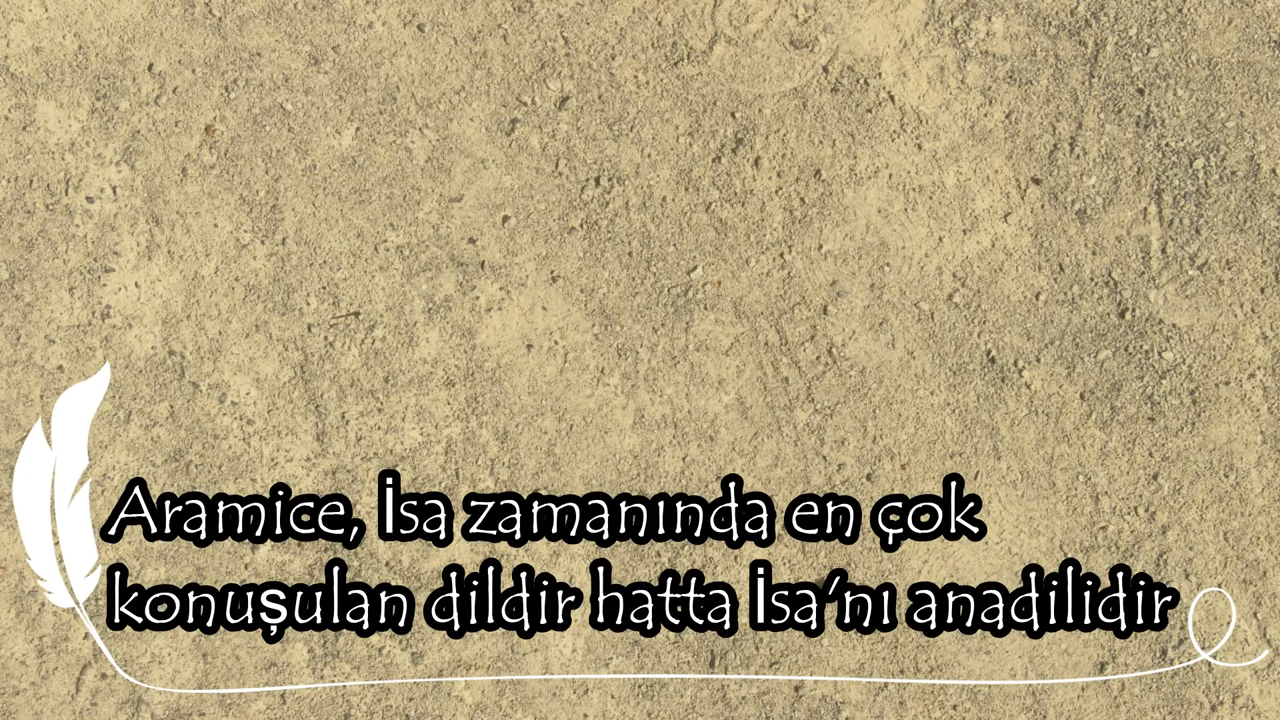 Aramice, İsa zamanında en çok
konuşulan dildir hatta İsa'nı anadilidir